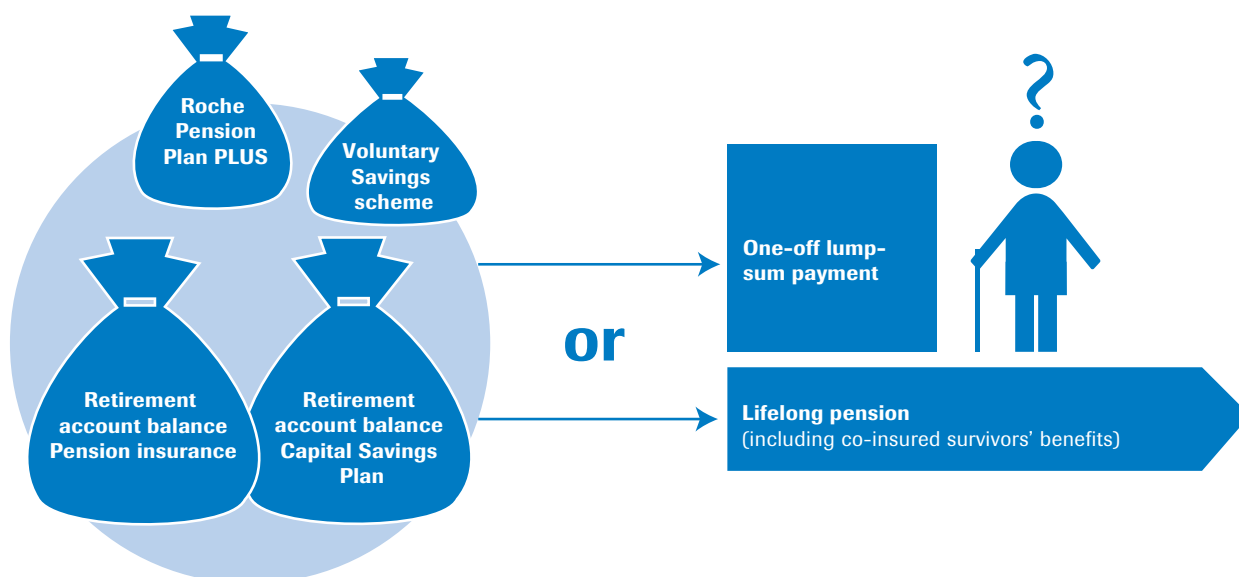 Roche
Pension
Plan PLUS
Voluntary
Savings
scheme
Retirement
account balance
Pension insurance
Retirement
account balance
Capital Savings
Plan
or
One-off lump-
sum payment
?
Lifelong pension
(including co-insured survivors’ benefits)